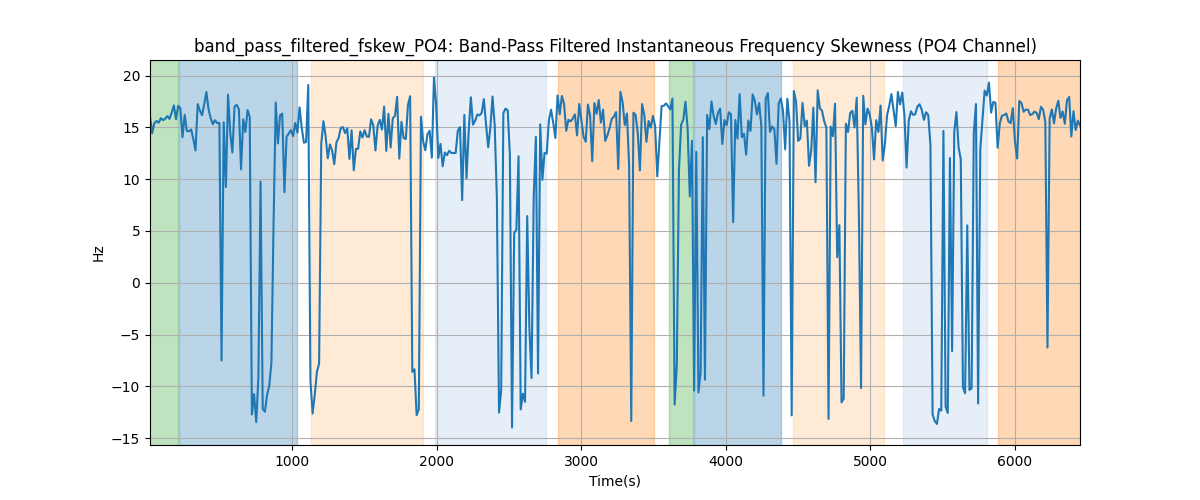 band_pass_filtered_fskew_PO4: Band-Pass Filtered Instantaneous Frequency Skewness (PO4 Channel)
20
15
10
5
0
−5
−10
−15
Hz
1000 2000 3000 4000 5000 6000
Time(s)